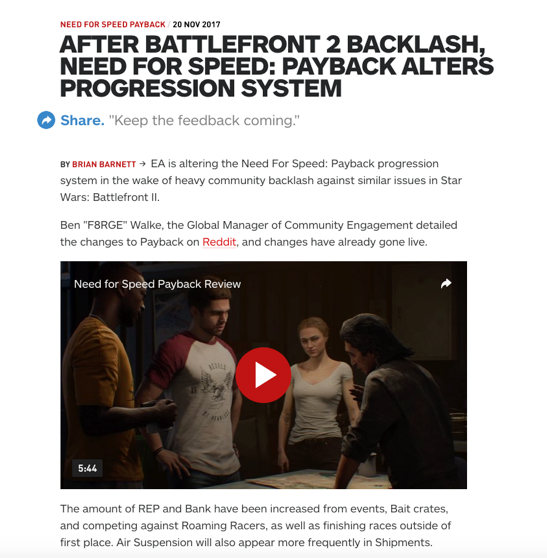 NEED FOR SPEED PAYBACK / 20 NOV 2017
AFTER BATTLEFRONT 2 BACKLASH,
NEED FOR SPEED: PAYBACK ALTERS
PROGRESSION SYSTEM
Share. "Keep the feedback coming."
BY BRIAN BARNETT → EA is altering the Need For Speed: Payback progression
system in the wake of heavy community backlash against similar issues in Star
Wars: Battlefront II.
Ben "F8RGE" Walke, the Global Manager of Community Engagement detailed
the changes to Payback on Reddit, and changes have already gone live.
Need for Speed Payback Review
5:44
The amount of REP and Bank have been increased from events, Bait crates,
and competing against Roaming Racers, as well as finishing races outside of
first place. Air Suspension will also appear more frequently in Shipments.